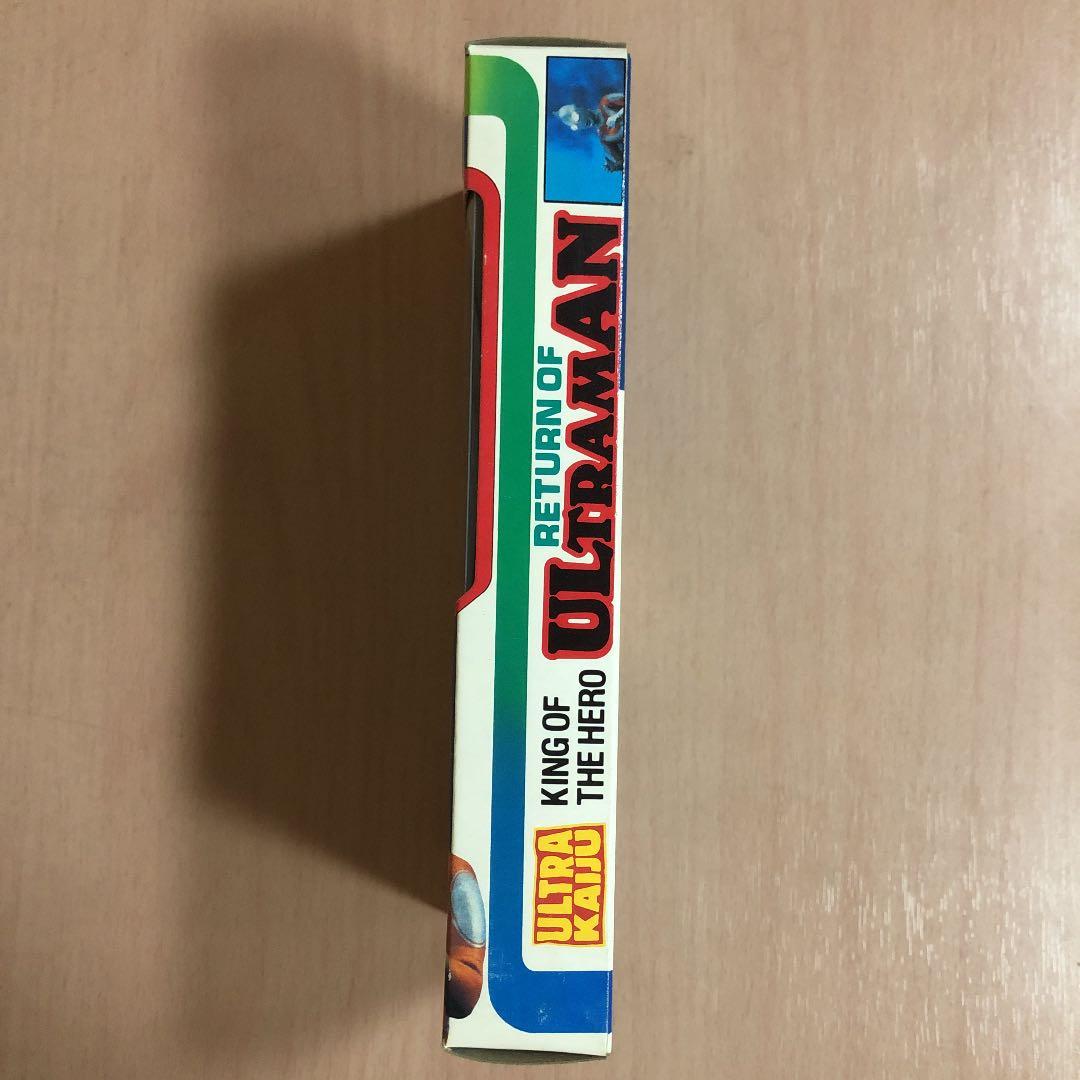 ULTRA
KAIJU
KING OF
THE HERO
RETURN OF
ULTRAMAN